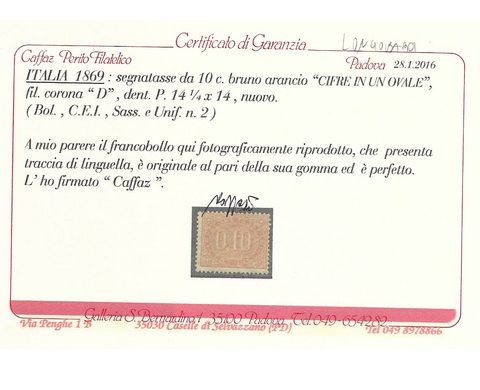 Certificato di Garanzia
LONGOBARDI
Caffaz Perito Filatelico
Padova 28.1.2016
ITALIA 1869 : segnatasse da 10 c. bruno arancio “CIFRE IN UN OVALE”,
fil. corona “ D” , dent. P. 14 ¼ x 14 , nuovo.
( Bol. , C.E.I. , Sass. e Unif. n. 2 )
A mio parere il francobollo qui fotograficamente riprodotto, che presenta
traccia di linguella, è originale al pari della sua gomma ed è perfetto.
L’ ho firmato “ Caffaz ”.
Caffaz
0,10
Galleria S. Bernardino,1 35100 Padova Tel. 049-654982
Via Penghe 1 B 35030 Caselle di Selvazzano (PD) Tel 049 8978866